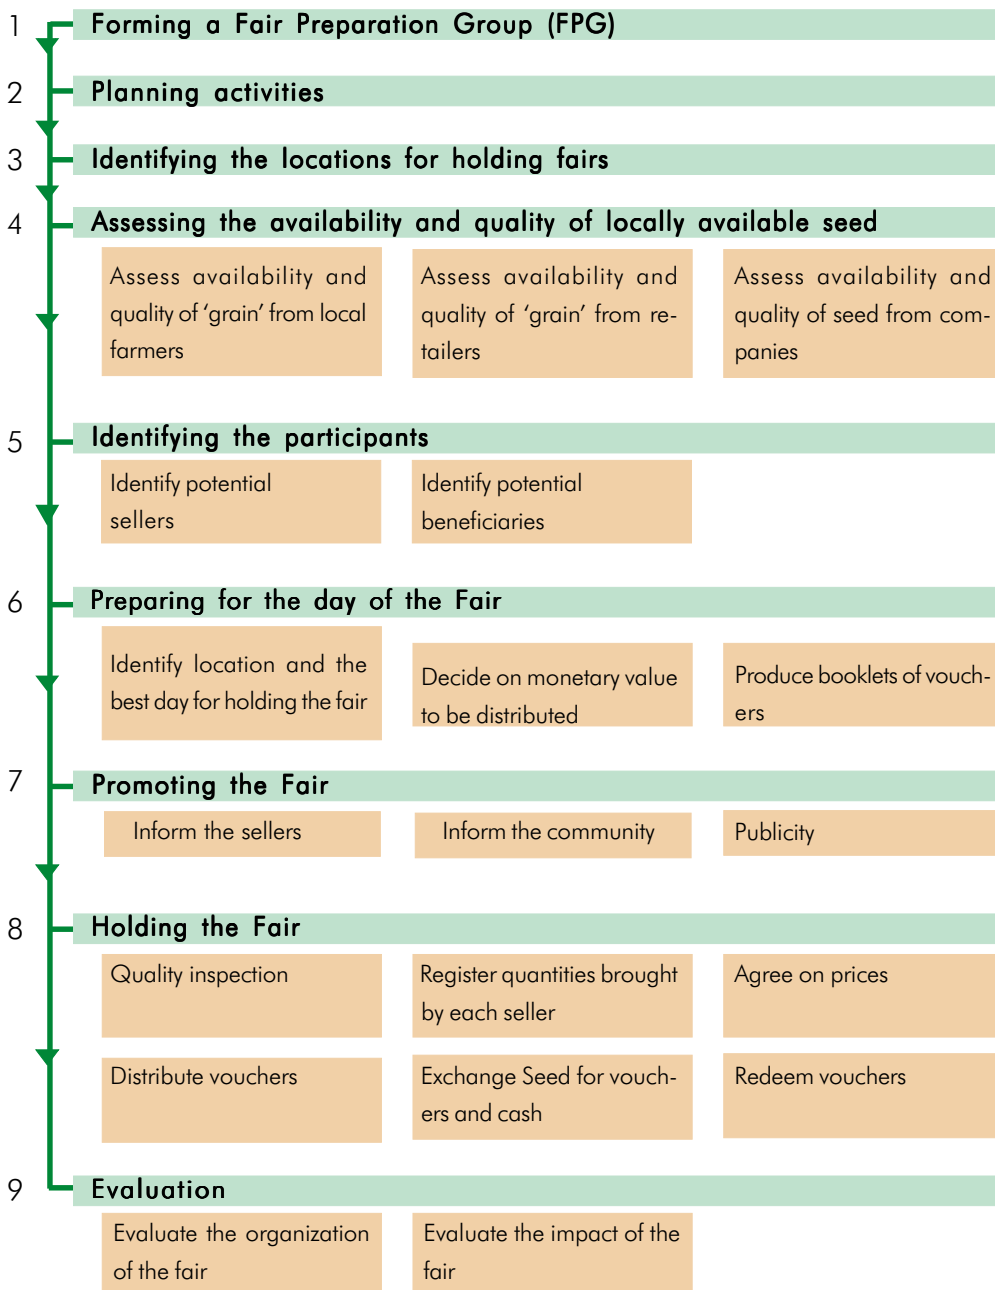 1 Forming a Fair Preparation Group (FPG)
2 Planning activities
3 Identifying the locations for holding fairs
4 Assessing the availability and quality of locally available seed
Assess availability and
quality of ‘grain’ from local
farmers
Assess availability and
quality of ‘grain’ from re-
tailers
Assess availability and
quality of seed from com-
panies
5 Identifying the participants
Identify potential
sellers
Identify potential
beneficiaries
6 Preparing for the day of the Fair
Identify location and the
best day for holding the fair
Decide on monetary value
to be distributed
Produce booklets of vouch-
ers
7 Promoting the Fair
Inform the sellers
Inform the community
Publicity
8 Holding the Fair
Quality inspection
Register quantities brought
by each seller
Agree on prices
Distribute vouchers
Exchange Seed for vouch-
ers and cash
Redeem vouchers
9 Evaluation
Evaluate the organization
of the fair
Evaluate the impact of the
fair